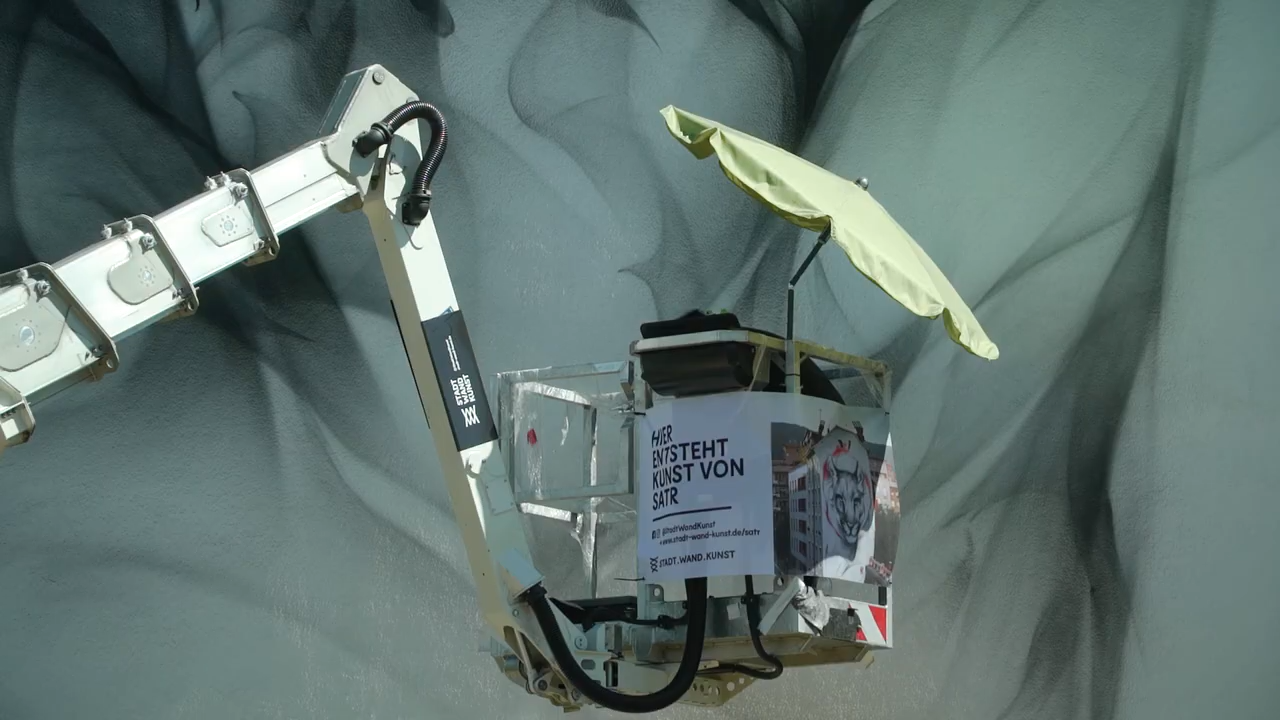 STADT
WAND
KUNST
HIER
ENTSTEHT
KUNST VON
SATR
@StadtWandKunst
www.stadt-wand-kunst.de/satr
STADT.WAND.KUNST